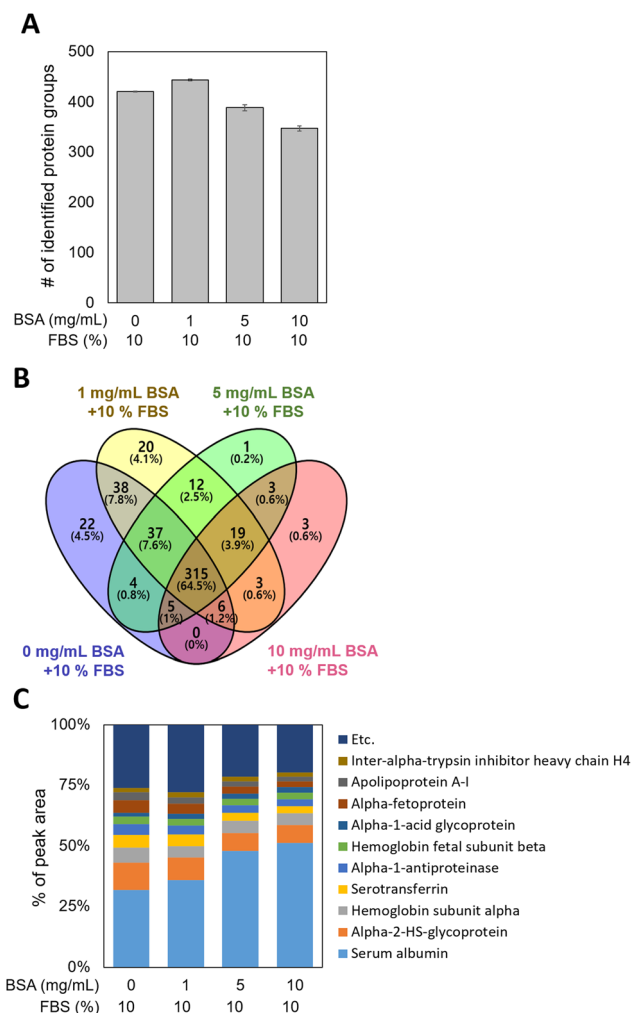 A
# of identified protein groups
500
400
300
200
100
0
BSA (mg/mL) 0 1 5 10
FBS (%) 10 10 10 10
B
1 mg/mL BSA
+10 % FBS
5 mg/mL BSA
+10 % FBS
20
(4.1%)
1
(0.2%)
38
(7.8%)
12
(2.5%)
3
(0.6%)
22
(4.5%)
37
(7.6%)
19
(3.9%)
3
(0.6%)
315
(64.5%)
4
(0.8%)
3
(0.6%)
5
(1%)
6
(1.2%)
0
(0%)
0 mg/mL BSA
+10 % FBS
10 mg/mL BSA
+10 % FBS
C
% of peak area
100%
75%
50%
25%
0%
Etc.
Inter-alpha-trypsin inhibitor heavy chain H4
Apolipoprotein A-I
Alpha-fetoprotein
Alpha-1-acid glycoprotein
Hemoglobin fetal subunit beta
Alpha-1-antiproteinase
Serotransferrin
Hemoglobin subunit alpha
Alpha-2-HS-glycoprotein
Serum albumin
BSA (mg/mL) 0 1 5 10
FBS (%) 10 10 10 10